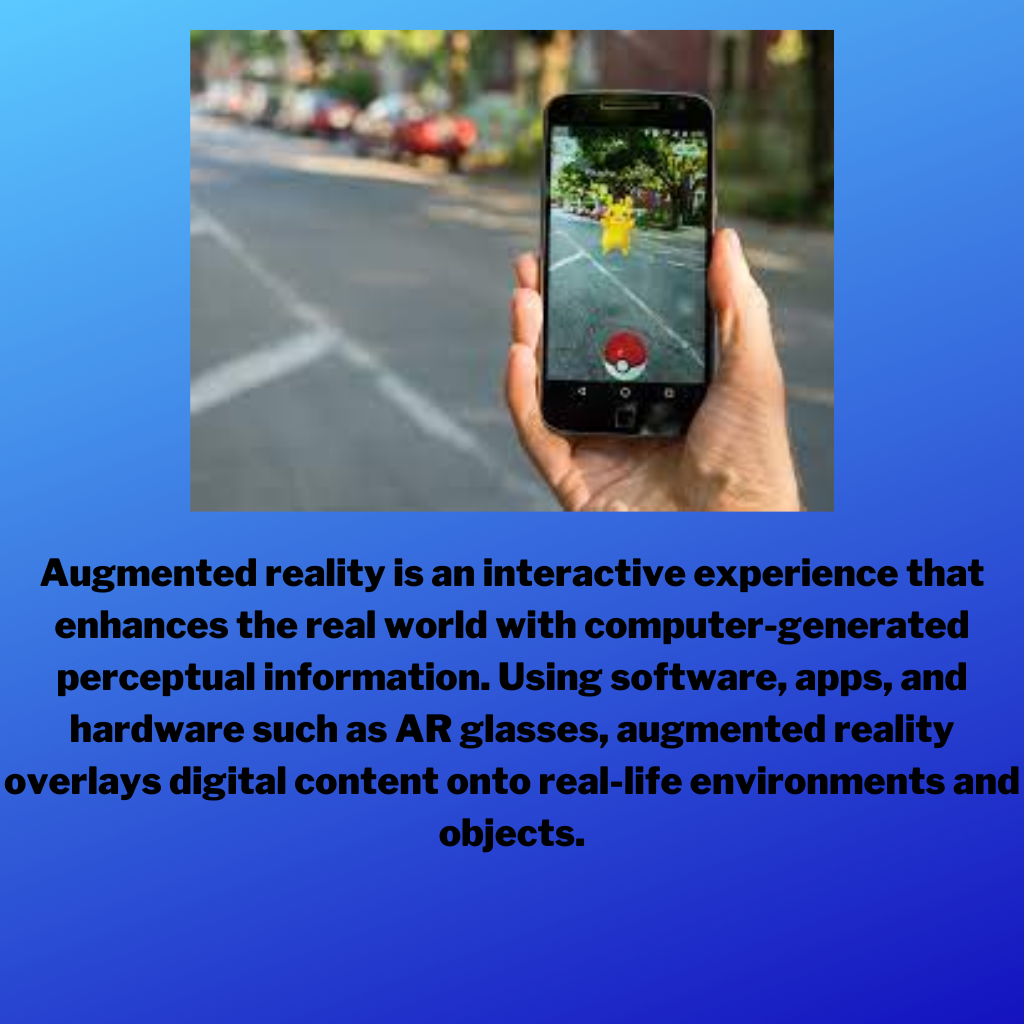 Augmented reality is an interactive experience that
enhances the real world with computer-generated
perceptual information. Using software, apps, and
hardware such as AR glasses, augmented reality
overlays digital content onto real-life environments and
objects.